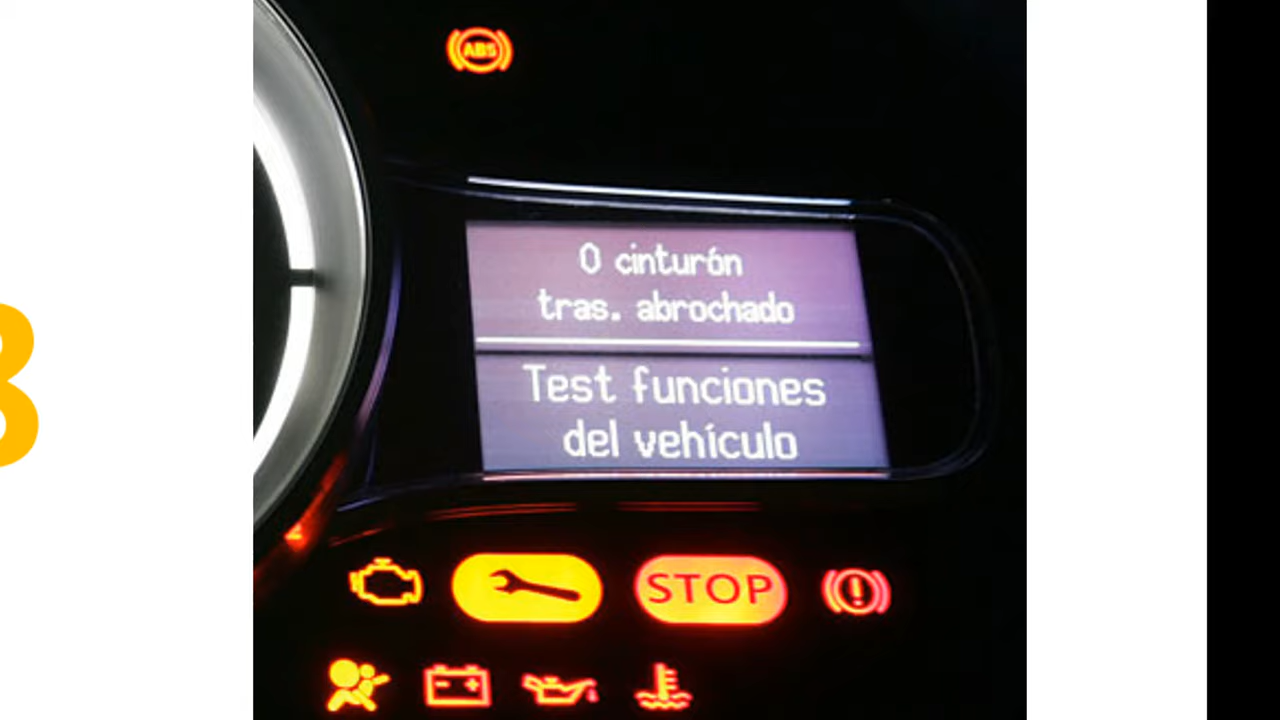 ABS
0 cinturón
tras. abrochado
Test funciones
del vehículo
STOP